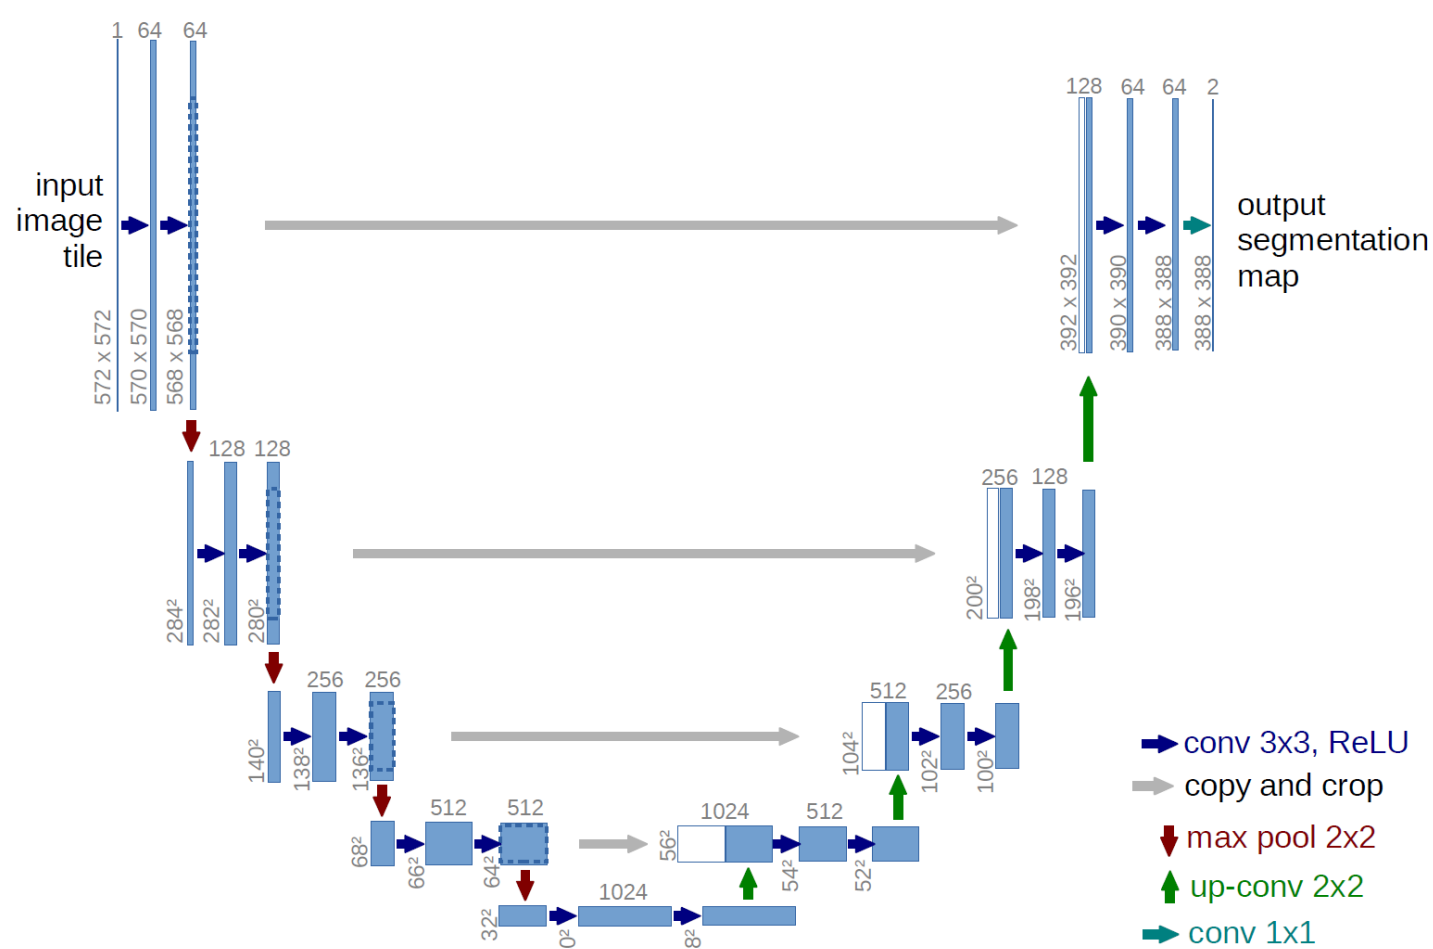 1 64 64
128
64 64 2
input
image
tile
output
segmentation
map
572 x 572
570 x 570
568 x 568
392 x 392
390 x 390
388 x 388
388 x 388
128 128
256 128
284²
282²
280²
200²
198²
196²
256 256
512 256
140²
138²
136²
104²
102²
100²
512 512
1024 512
68²
66²
64²
56²
54²
52²
1024
32²
0²
8²
conv 3x3, ReLU
copy and crop
max pool 2x2
up-conv 2x2
conv 1x1